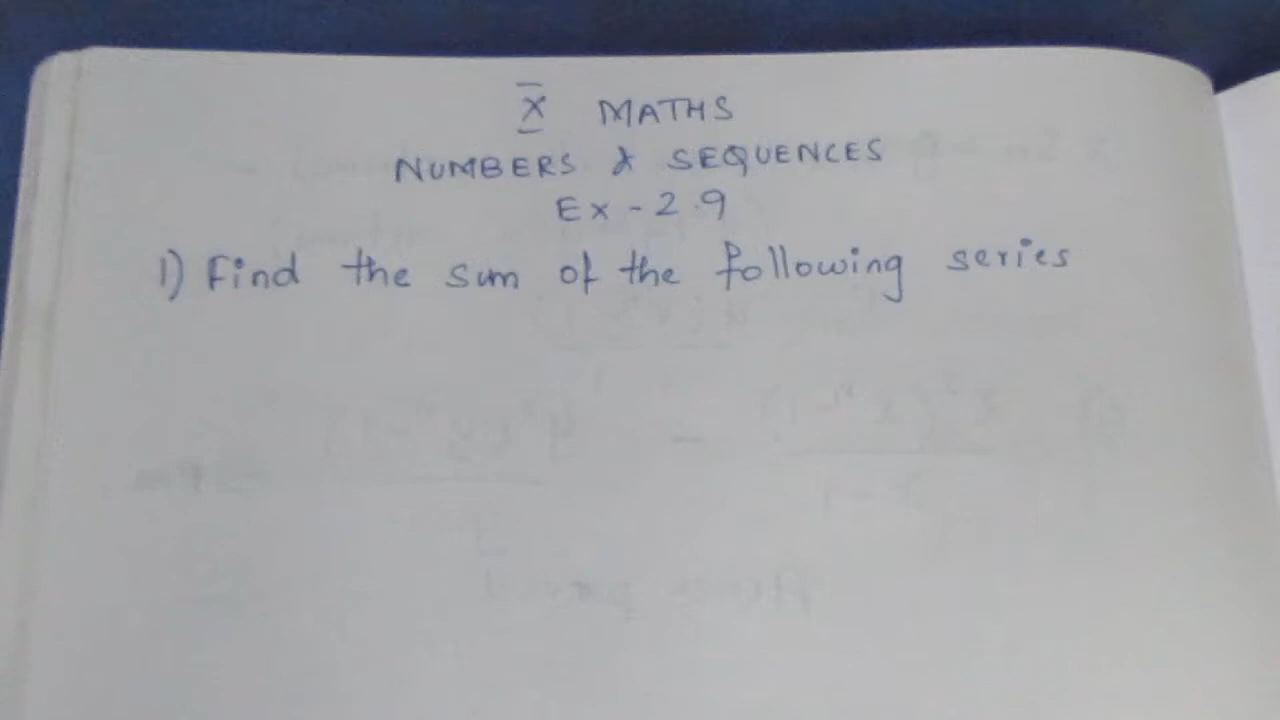 X MATHS
NUMBERS & SEQUENCES
Ex - 2.9
1) Find the sum of the following series